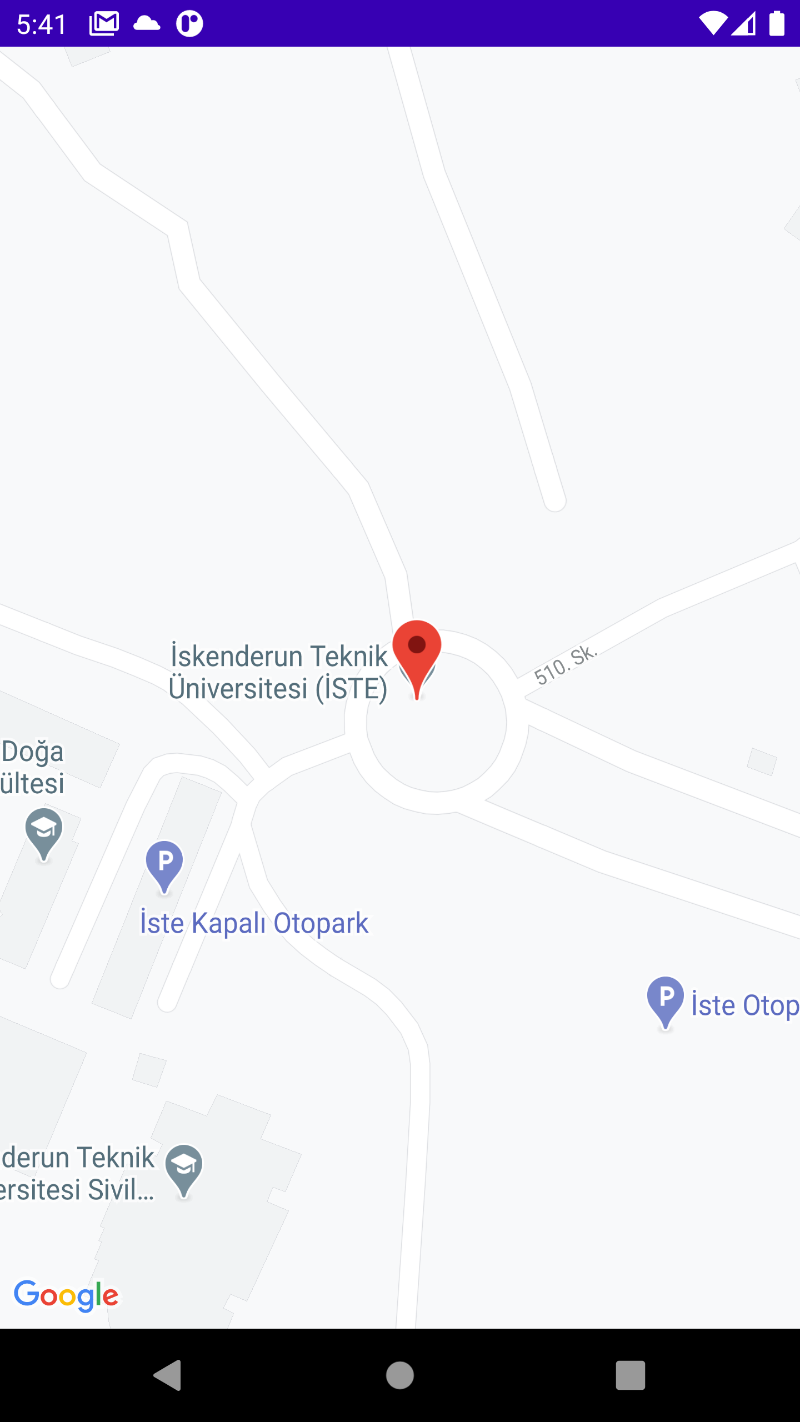 5:41
İskenderun Teknik
Üniversitesi (İSTE)
510. Sk.
Doğa
ültesi
P
İste Kapalı Otopark
P
İste Otop
derun Teknik
ersitesi Sivil...
Google